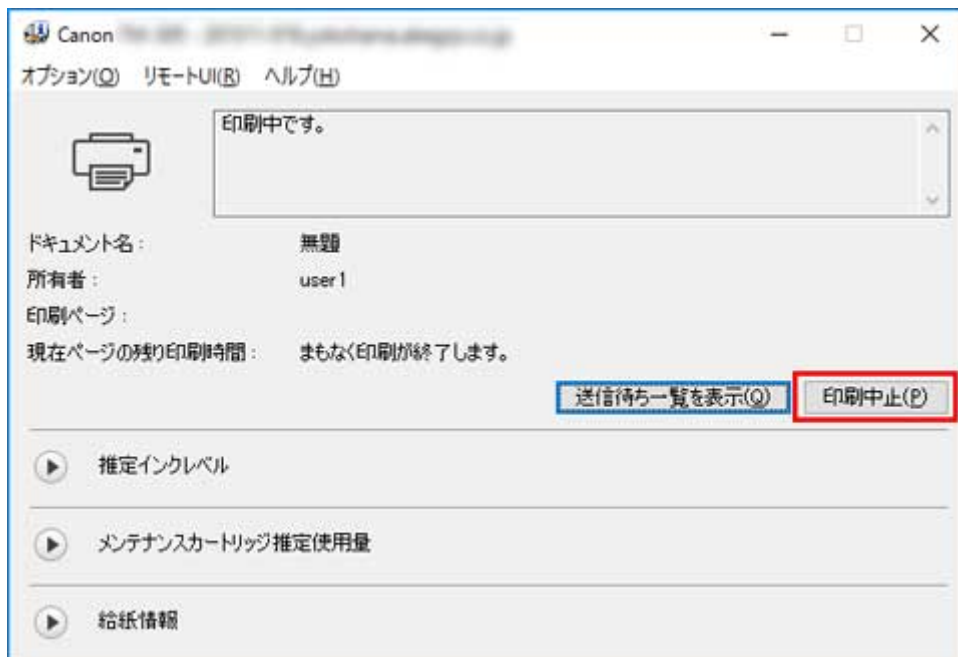 Canon
オプション(O) リモートUI(R) ヘルプ(H)
印刷中です。
ドキュメント名 : 無題
所有者 : user1
印刷ページ :
現在ページの残り印刷時間 : まもなく印刷が終了します。
送信待ち一覧を表示(Q) 印刷中止(P)
推定インクレベル
メンテナンスカートリッジ推定使用量
給紙情報